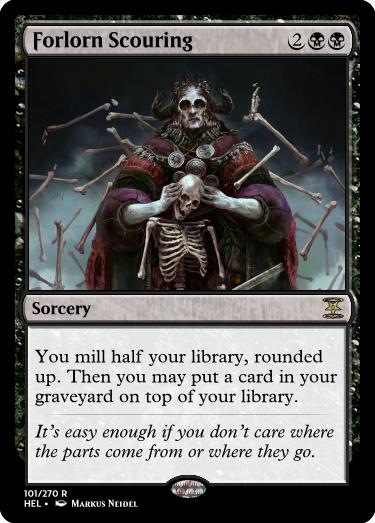 Forlorn Scouring 2
Sorcery
You mill half your library, rounded
up. Then you may put a card in your
graveyard on top of your library.
It's easy enough if you don't care where
the parts come from or where they go.
101/270 R
HEL • Markus Neidel